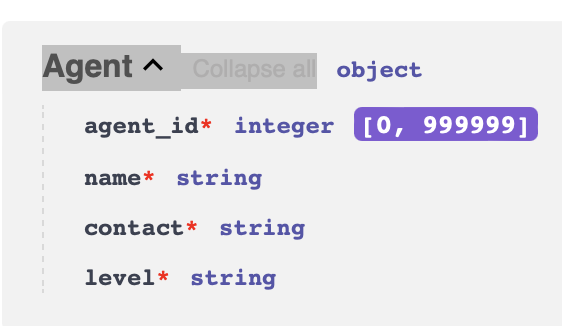 Agent Collapse all object
agent_id* integer [0, 999999]
name* string
contact* string
level* string